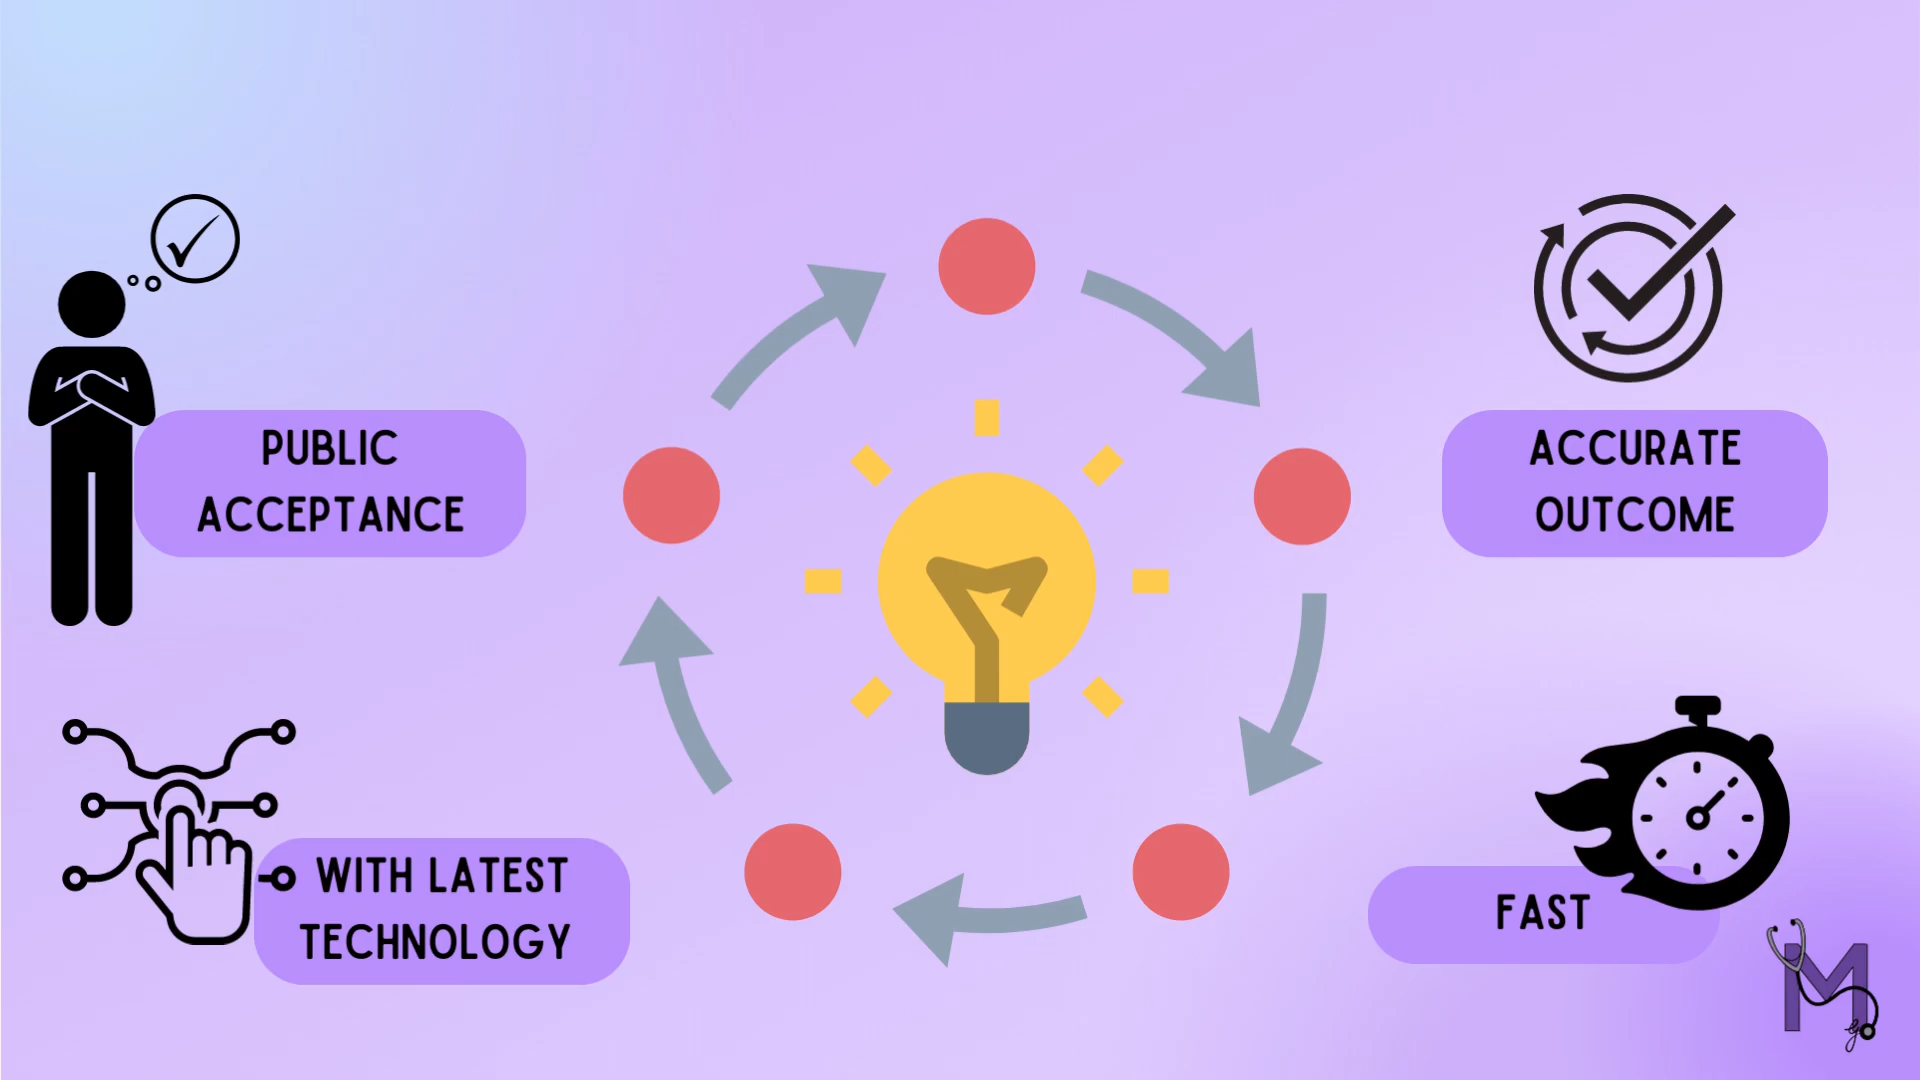 PUBLIC
ACCEPTANCE
ACCURATE
OUTCOME
WITH LATEST
TECHNOLOGY
FAST
M